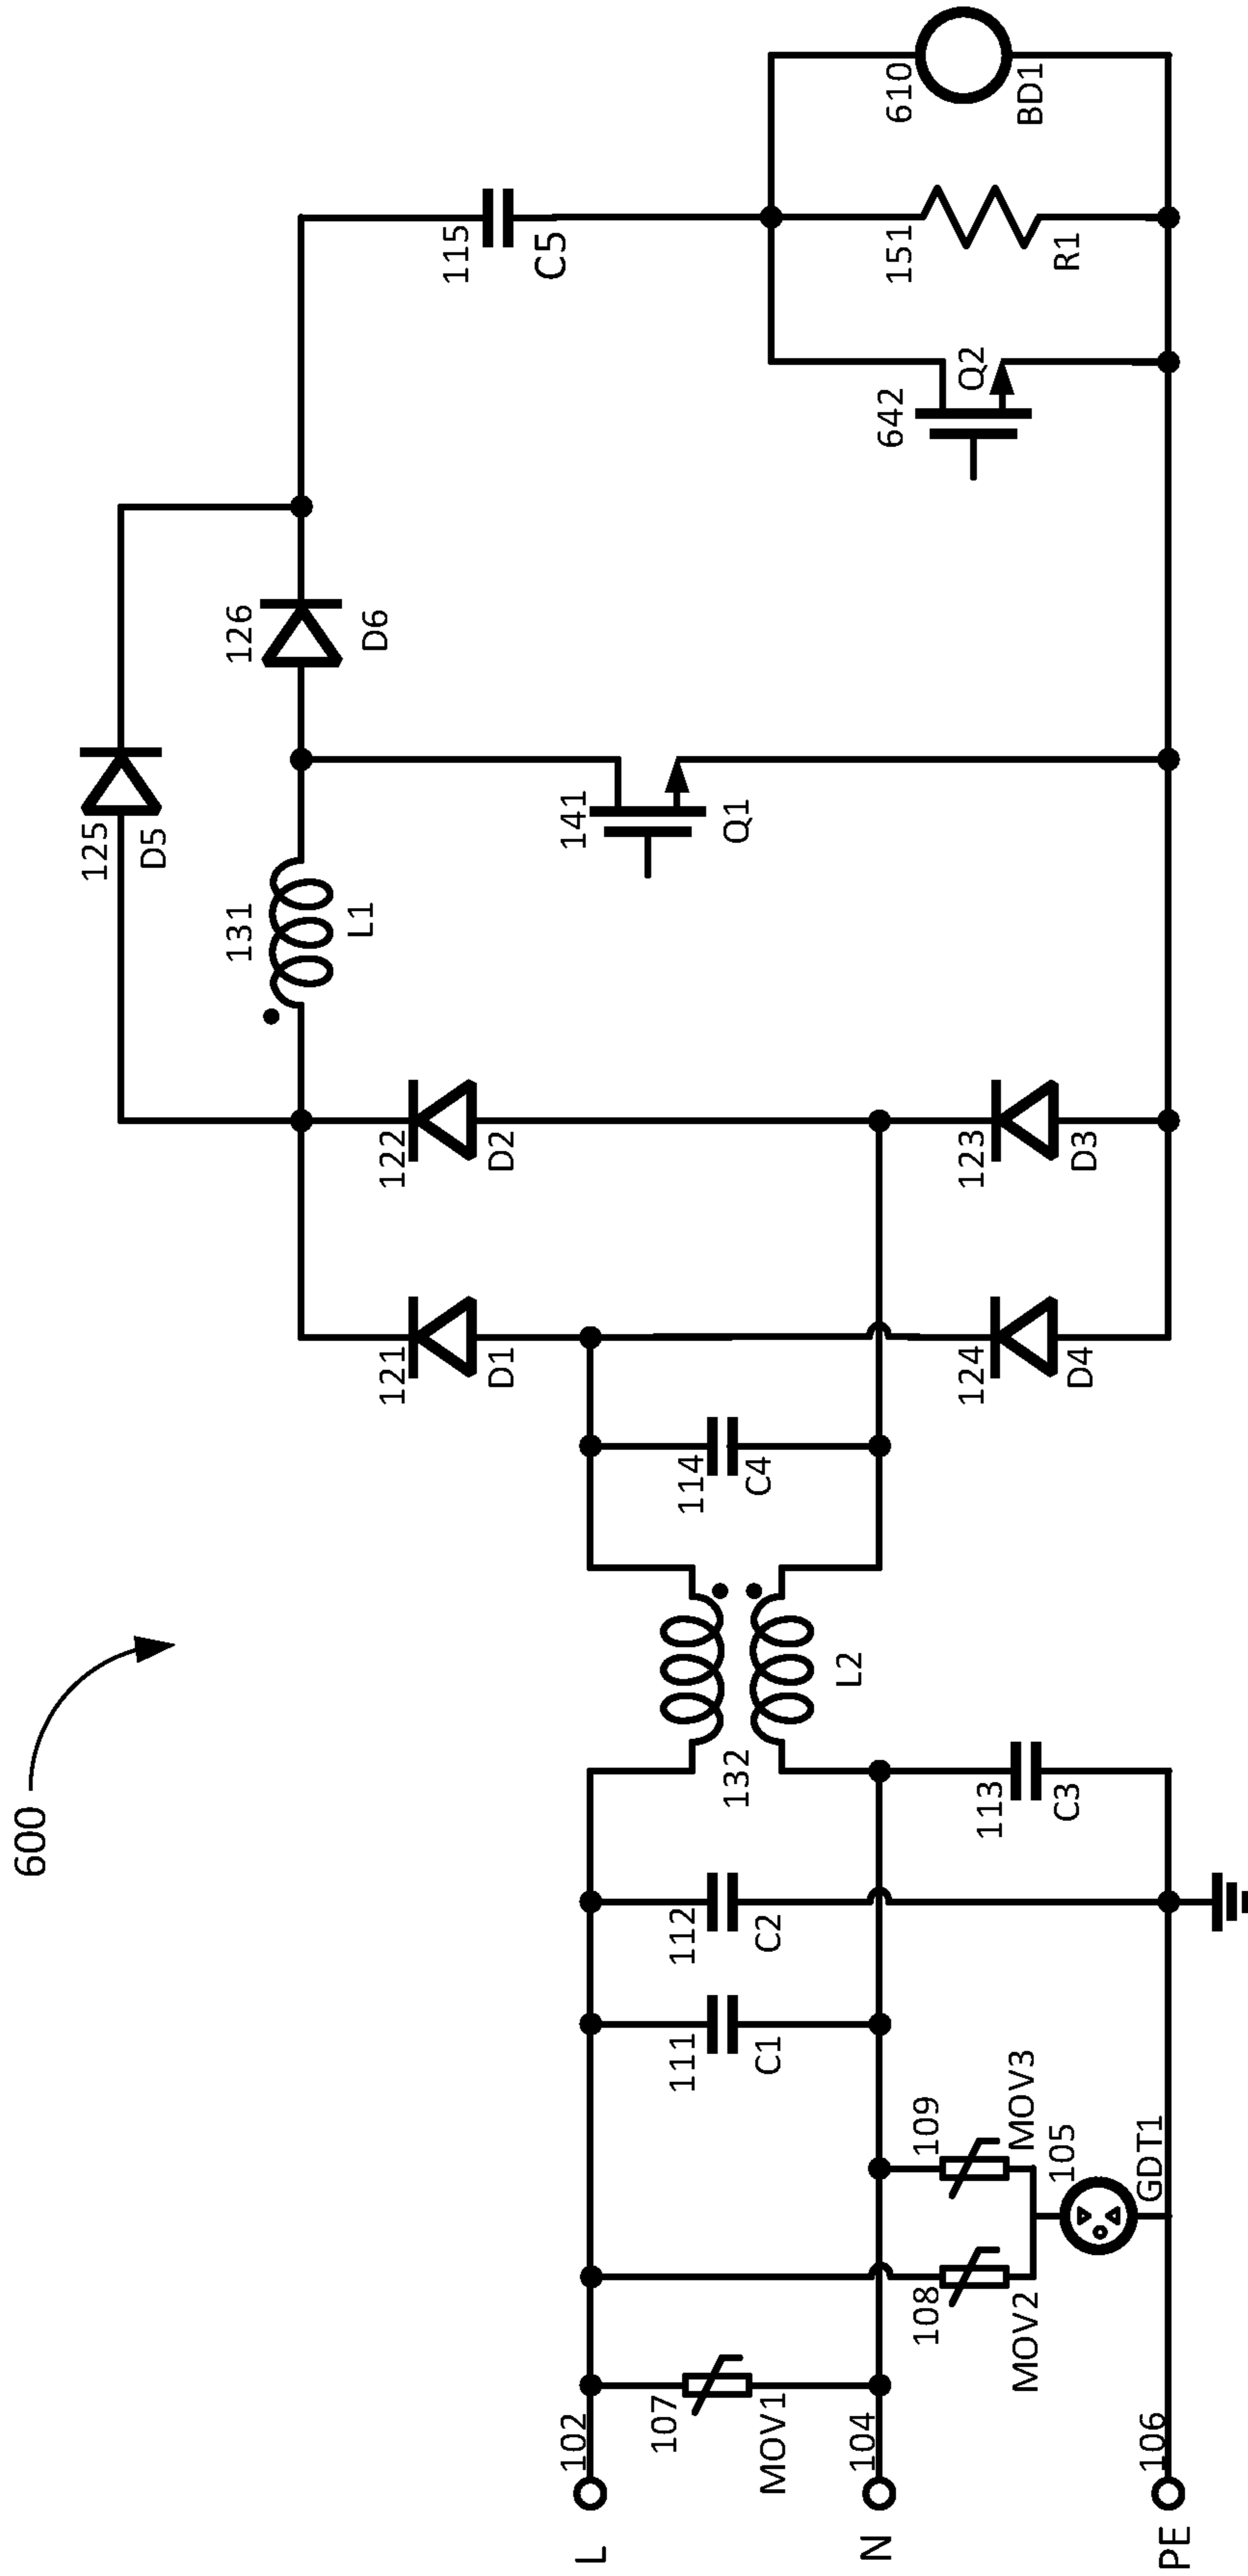 600
L
102
N
104
PE
106
107
MOV1
108
MOV2
109
MOV3
105
GDT1
111
C1
112
C2
113
C3
132
L2
114
C4
121
D1
124
D4
122
D2
123
D3
131
L1
125
D5
141
Q1
126
D6
642
Q2
115
C5
151
R1
610
BD1